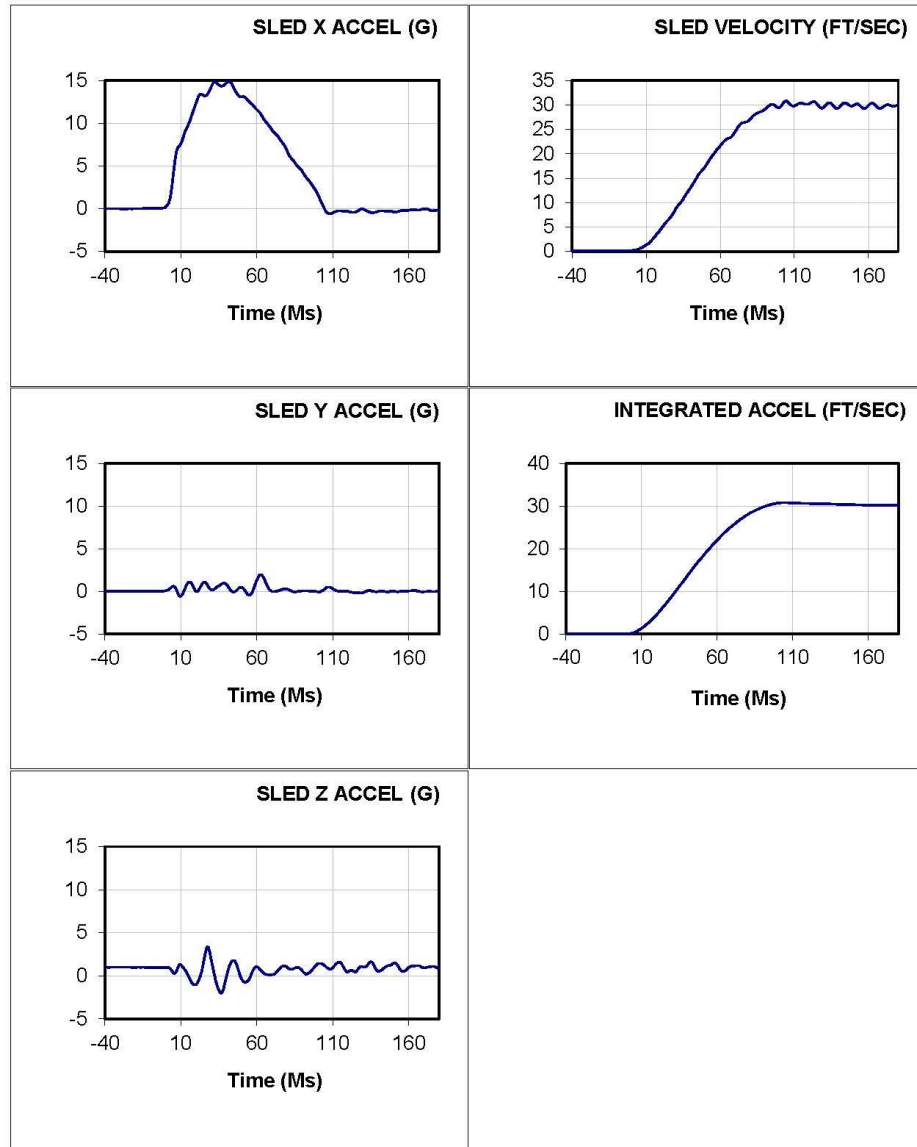 SLED X ACCEL (G)
15
10
5
0
-5
-40 10 60 110 160
Time (Ms)
SLED VELOCITY (FT/SEC)
35
30
25
20
15
10
5
0
-40 10 60 110 160
Time (Ms)
SLED Y ACCEL (G)
15
10
5
0
-5
-40 10 60 110 160
Time (Ms)
INTEGRATED ACCEL (FT/SEC)
40
30
20
10
0
-40 10 60 110 160
Time (Ms)
SLED Z ACCEL (G)
15
10
5
0
-5
-40 10 60 110 160
Time (Ms)